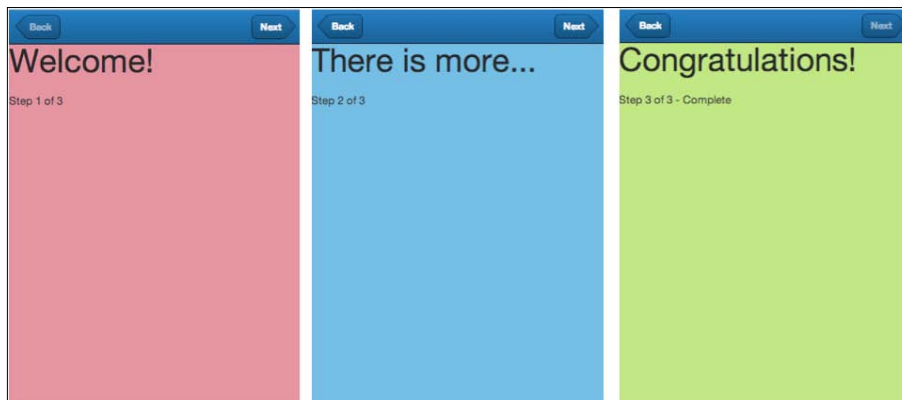 Back Next
Welcome!
Step 1 of 3
Back Next
There is more...
Step 2 of 3
Back Next
Congratulations!
Step 3 of 3 - Complete